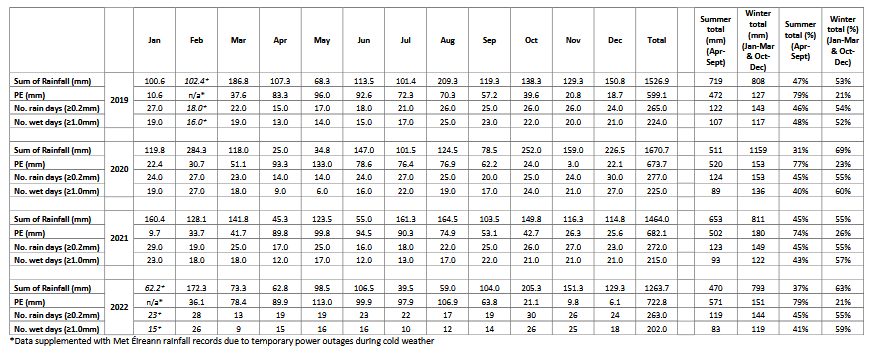 Jan Feb Mar Apr May Jun Jul Aug Sep Oct Nov Dec Total Summer total (mm) (Apr-Sept) Winter total (mm) (Jan-Mar & Oct-Dec) Summer total (%) (Apr-Sept) Winter total (%) (Jan-Mar & Oct-Dec)
Sum of Rainfall (mm) 100.6 102.4* 186.8 107.3 68.3 113.5 101.4 209.3 119.3 138.3 129.3 150.8 1526.9 719 808 47% 53%
PE (mm) 2019 10.6 n/a* 37.6 83.3 96.0 92.6 72.3 70.3 57.2 39.6 20.8 18.7 599.1 472 127 79% 21%
No. rain days (≥0.2mm) 27.0 18.0* 22.0 15.0 17.0 18.0 21.0 26.0 25.0 26.0 26.0 24.0 265.0 122 143 46% 54%
No. wet days (≥1.0mm) 19.0 16.0* 19.0 13.0 14.0 15.0 17.0 25.0 23.0 22.0 20.0 21.0 224.0 107 117 48% 52%
Sum of Rainfall (mm) 119.8 284.3 118.0 25.0 34.8 147.0 101.5 124.5 78.5 252.0 159.0 226.5 1670.7 511 1159 31% 69%
PE (mm) 2020 22.4 30.7 51.1 93.3 133.0 78.6 76.4 76.9 62.2 24.0 3.0 22.1 673.7 520 153 77% 23%
No. rain days (≥0.2mm) 24.0 27.0 23.0 14.0 14.0 24.0 27.0 25.0 20.0 25.0 24.0 30.0 277.0 124 153 45% 55%
No. wet days (≥1.0mm) 19.0 27.0 18.0 9.0 6.0 16.0 22.0 19.0 17.0 24.0 21.0 27.0 225.0 89 136 40% 60%
Sum of Rainfall (mm) 160.4 128.1 141.8 45.3 123.5 55.0 161.3 164.5 103.5 149.8 116.3 114.8 1464.0 653 811 45% 55%
PE (mm) 2021 9.7 33.7 41.7 89.8 99.8 94.5 90.3 74.9 53.1 42.7 26.3 25.6 682.1 502 180 74% 26%
No. rain days (≥0.2mm) 29.0 19.0 25.0 17.0 25.0 16.0 18.0 22.0 25.0 26.0 27.0 23.0 272.0 123 149 45% 55%
No. wet days (≥1.0mm) 23.0 18.0 18.0 12.0 17.0 12.0 13.0 17.0 22.0 21.0 21.0 21.0 215.0 93 122 43% 57%
Sum of Rainfall (mm) 62.2* 172.3 73.3 62.8 98.5 106.5 39.5 59.0 104.0 205.3 151.3 129.3 1263.7 470 793 37% 63%
PE (mm) 2022 n/a* 36.1 78.4 89.9 113.0 99.9 97.9 106.9 63.8 21.1 9.8 6.1 722.8 571 151 79% 21%
No. rain days (≥0.2mm) 23* 28 13 19 19 23 22 17 19 30 26 24 263.0 119 144 45% 55%
No. wet days (≥1.0mm) 15* 26 9 15 16 16 10 12 14 26 25 18 202.0 83 119 41% 59%
*Data supplemented with Met Éireann rainfall records due to temporary power outages during cold weather